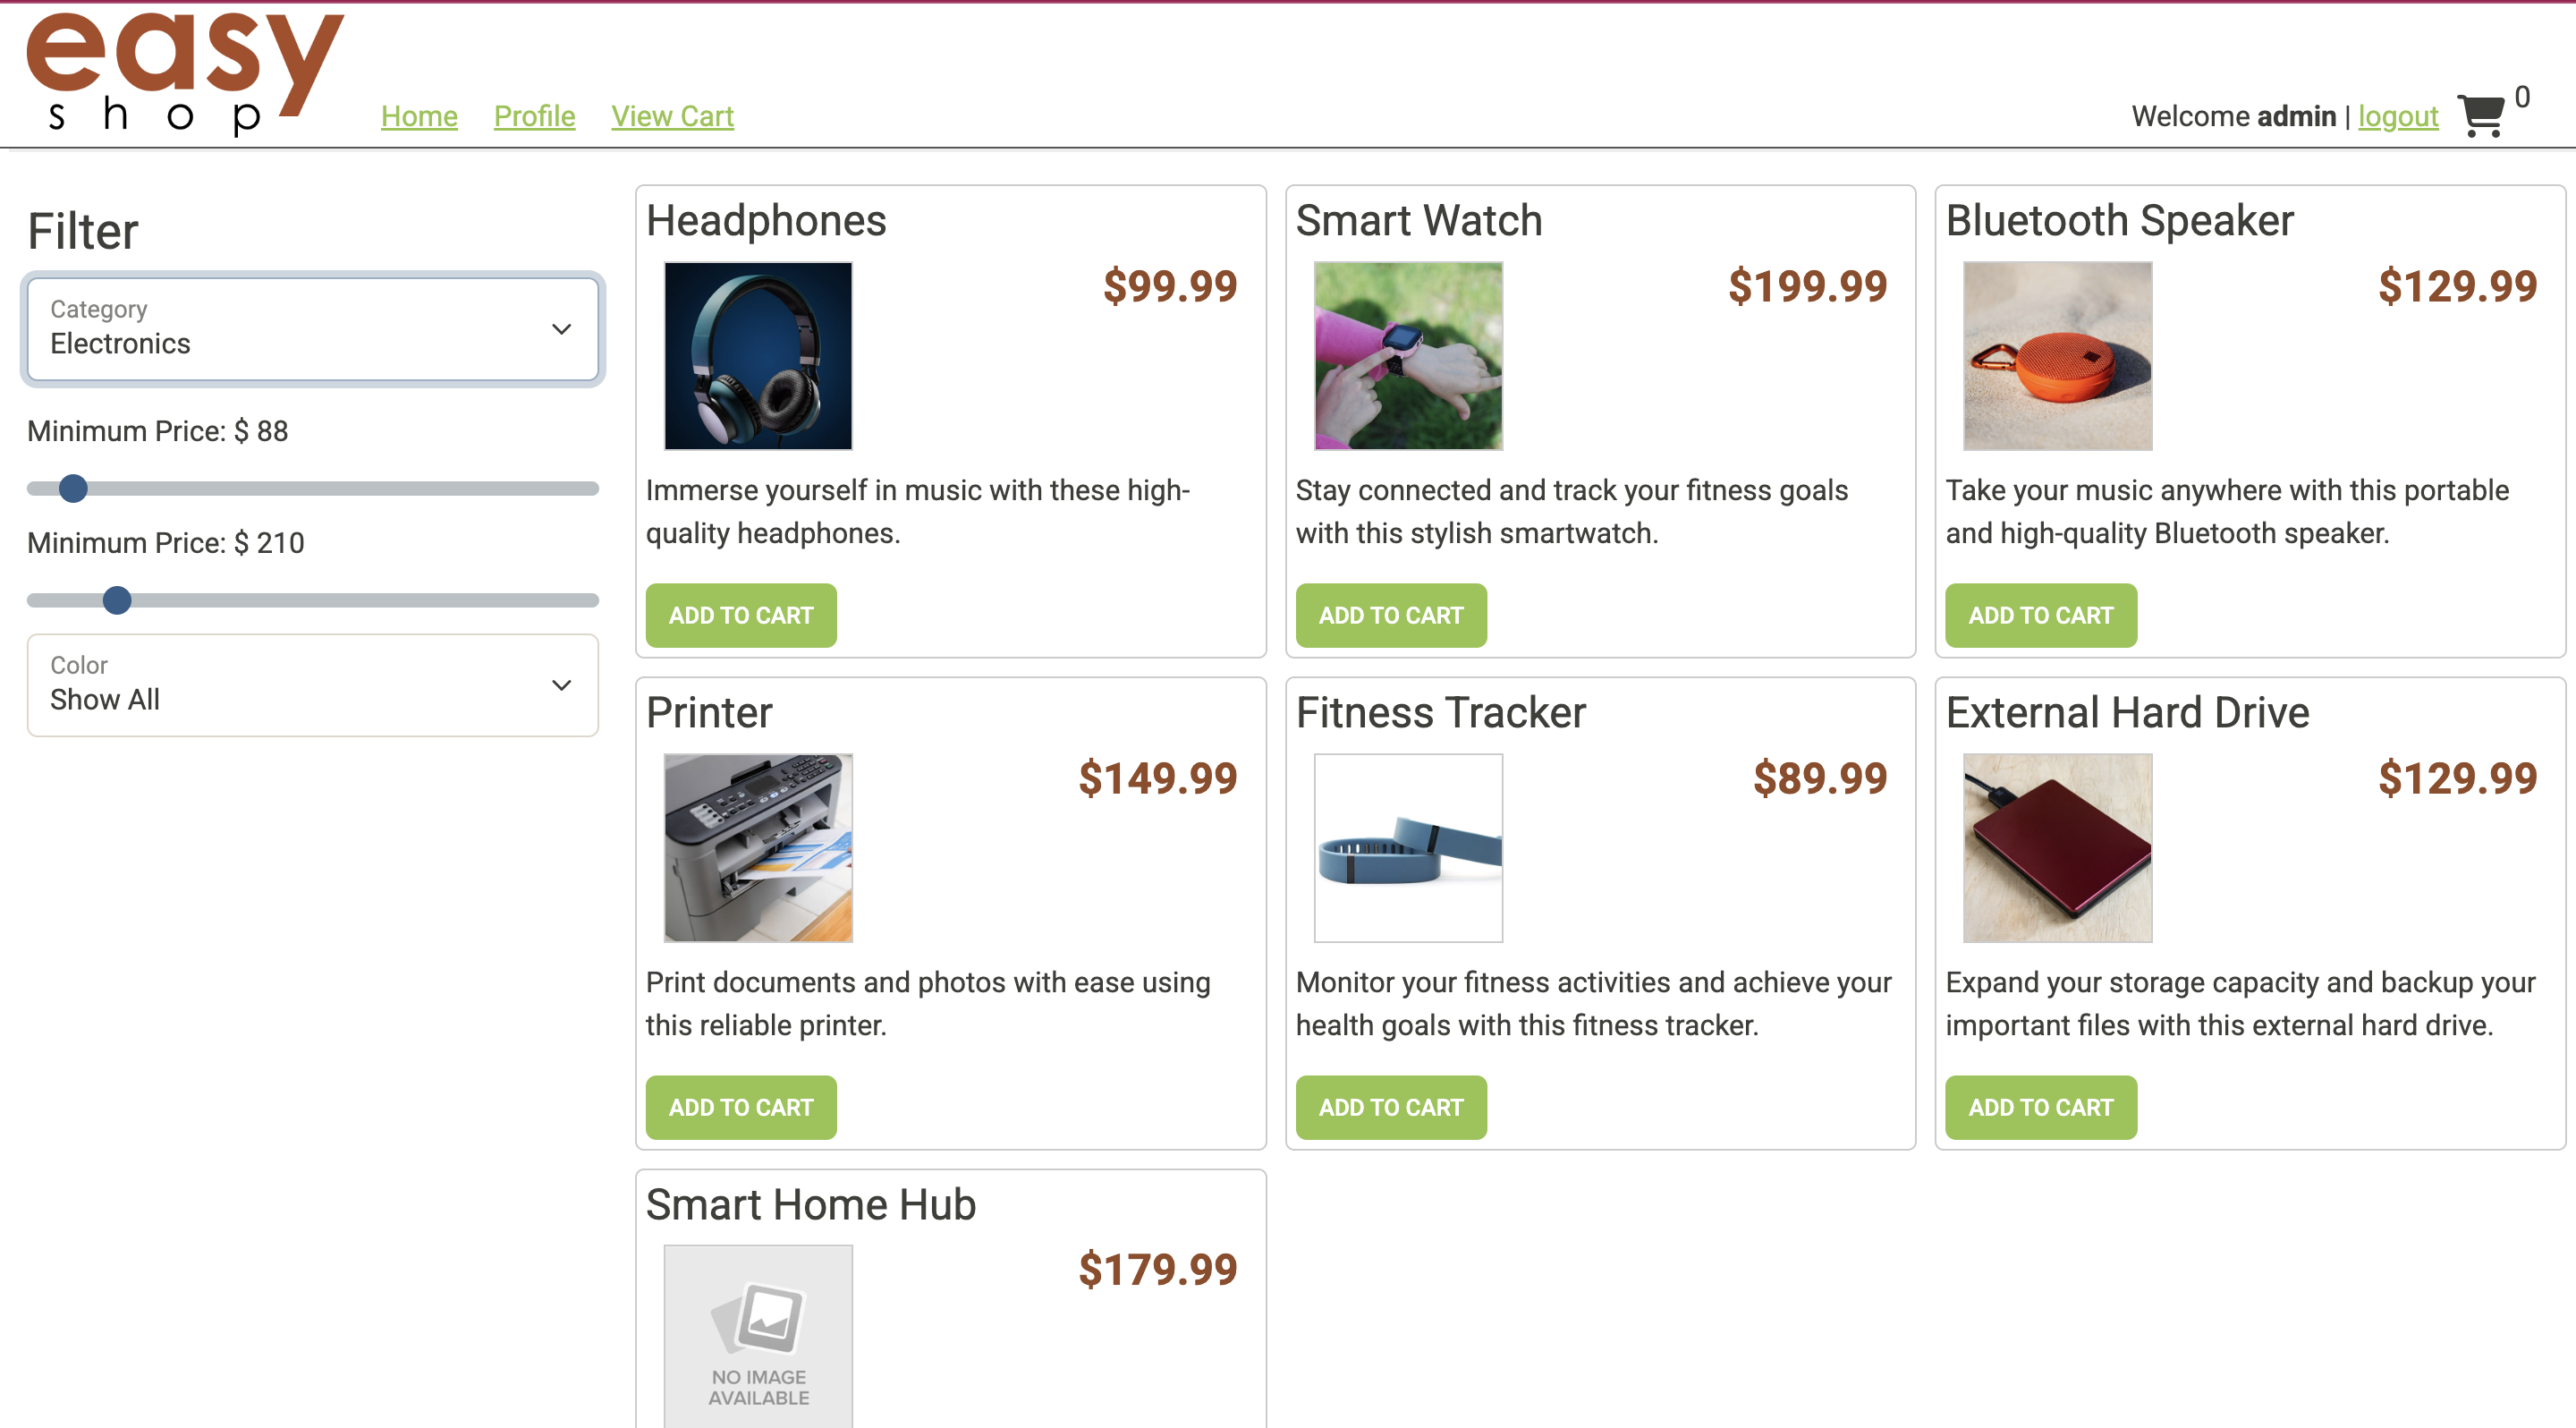 easy
shop
Home Profile View Cart
Welcome admin | logout
0
Filter
Category
Electronics
Minimum Price: $ 88
Minimum Price: $ 210
Color
Show All
Headphones
$99.99
Immerse yourself in music with these high-
quality headphones.
ADD TO CART
Smart Watch
$199.99
Stay connected and track your fitness goals
with this stylish smartwatch.
ADD TO CART
Bluetooth Speaker
$129.99
Take your music anywhere with this portable
and high-quality Bluetooth speaker.
ADD TO CART
Printer
$149.99
Print documents and photos with ease using
this reliable printer.
ADD TO CART
Fitness Tracker
$89.99
Monitor your fitness activities and achieve your
health goals with this fitness tracker.
ADD TO CART
External Hard Drive
$129.99
Expand your storage capacity and backup your
important files with this external hard drive.
ADD TO CART
Smart Home Hub
$179.99
NO IMAGE
AVAILABLE